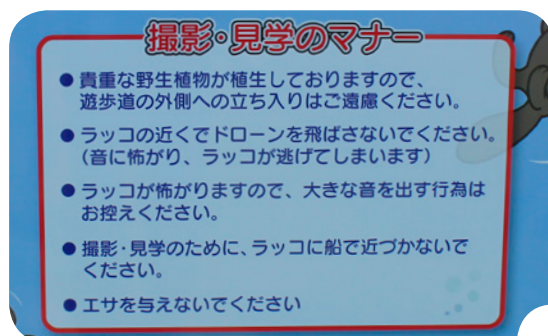 撮影・見学のマナー
●貴重な野生植物が植生しておりますので、
遊歩道の外側への立ち入りはご遠慮ください。
●ラッコの近くでドローンを飛ばさないでください。
（音に怖がり、ラッコが逃げてしまいます）
●ラッコが怖がりますので、大きな音を出す行為は
お控えください。
●撮影・見学のために、ラッコに船で近づかないで
ください。
●エサを与えないでください